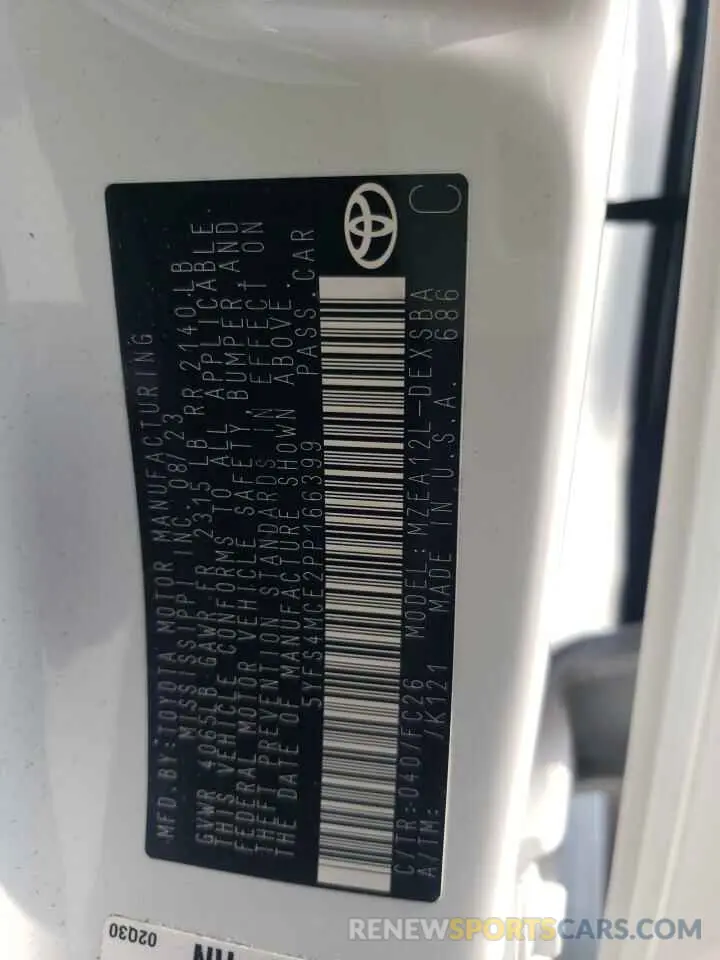 MFD.BY:TOYOTA MOTOR MANUFACTURING
MISSISSIPPI INC. 08/23
GVWR 4065LB GAWR FR 2315 LB RR 2140 LB
THIS VEHICLE CONFORMS TO ALL APPLICABLE
FEDERAL MOTOR VEHICLE SAFETY BUMPER AND
THEFT PREVENTION STANDARDS IN EFFECT ON
THE DATE OF MANUFACTURE SHOWN ABOVE.
5YFS4MCE2PP166399 PASS.CAR
C/TR:040/FC26 MODEL:MZEA12L-DEXSBA
A/TM: /K121 MADE IN U.S.A. 686
C
02Q30
RENEWSPORTSCARS.COM